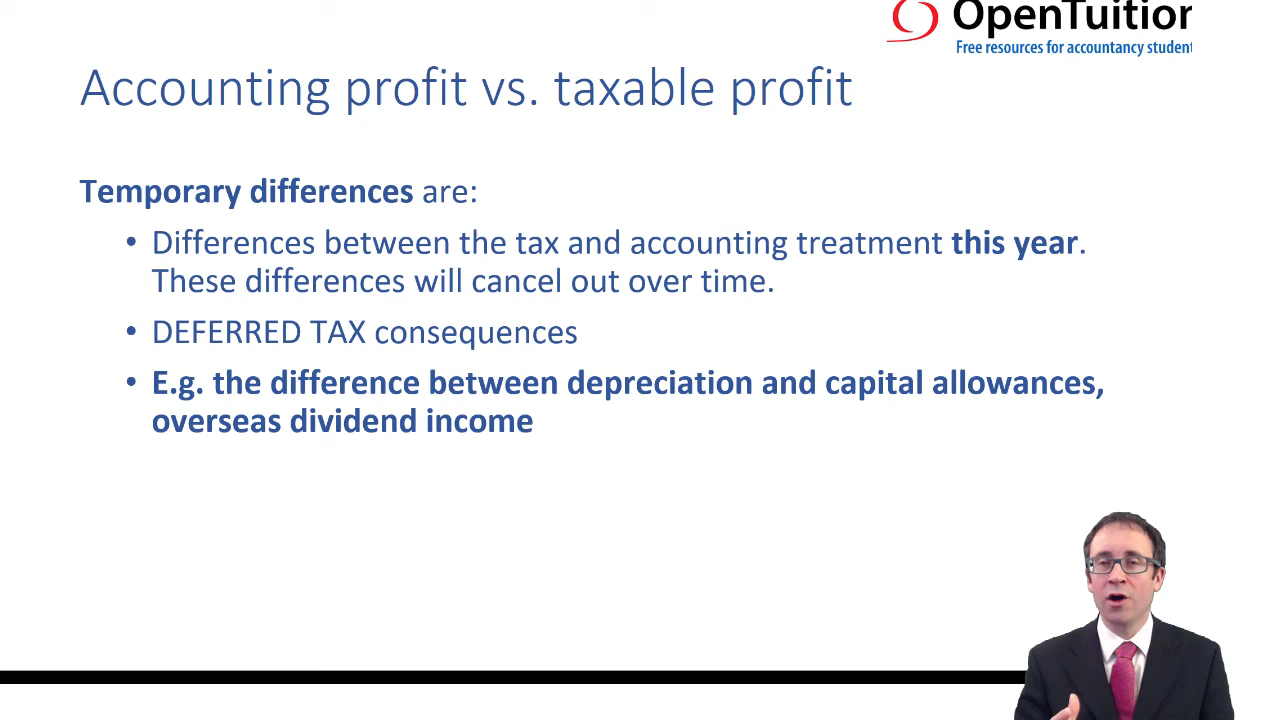 OpenTuition
Free resources for accountancy student
Accounting profit vs. taxable profit
Temporary differences are:
• Differences between the tax and accounting treatment this year.
These differences will cancel out over time.
• DEFERRED TAX consequences
• E.g. the difference between depreciation and capital allowances,
overseas dividend income